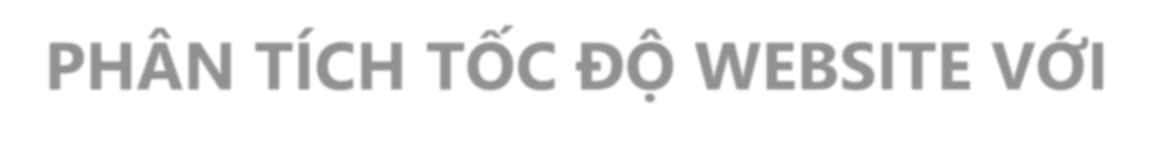 PHÂN TÍCH TỐC ĐỘ WEBSITE VỚI